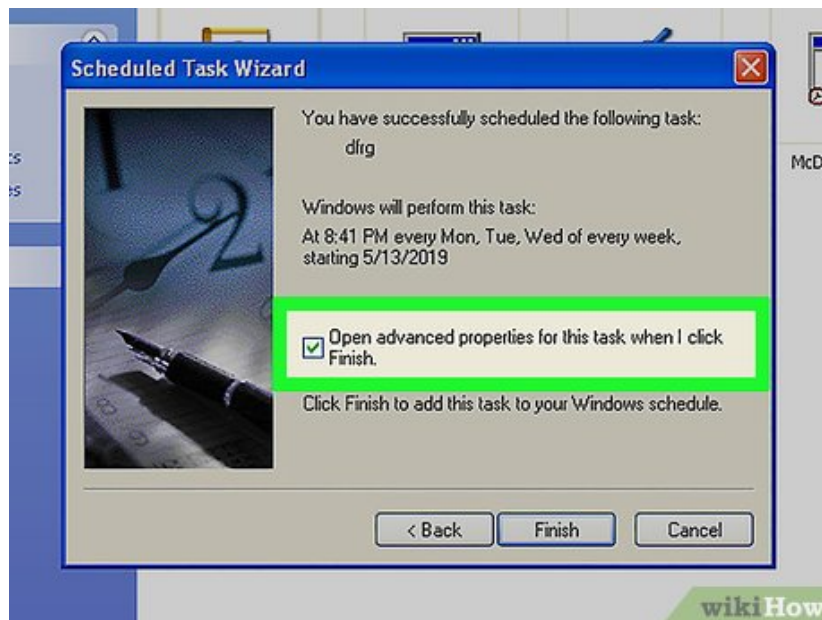 Scheduled Task Wizard
You have successfully scheduled the following task:
dfrg
Windows will perform this task:
At 8:41 PM every Mon, Tue, Wed of every week,
starting 5/13/2019
Open advanced properties for this task when I click
Finish.
Click Finish to add this task to your Windows schedule.
< Back
Finish
Cancel
McD
wikiHow